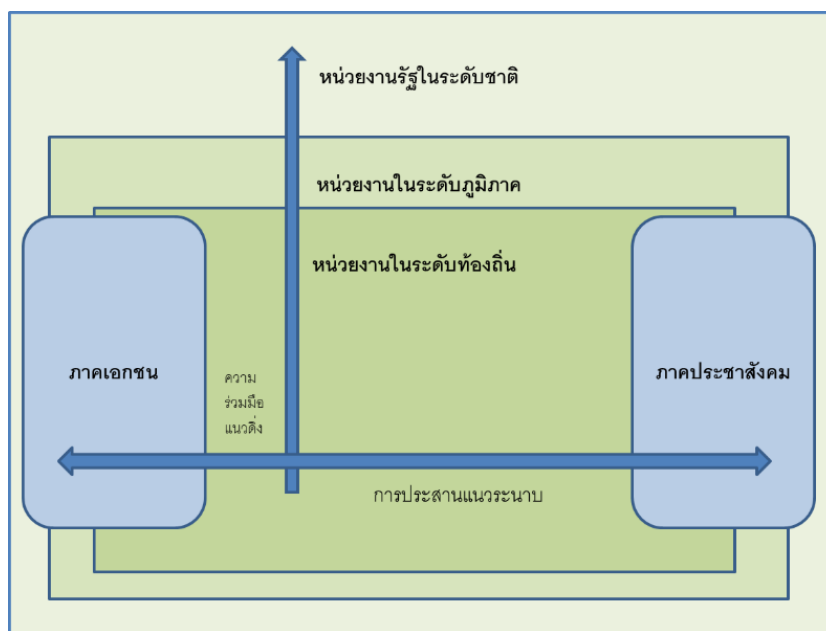 หน่วยงานรัฐในระดับชาติ
หน่วยงานในระดับภูมิภาค
หน่วยงานในระดับท้องถิ่น
ภาคเอกชน
ความ
ร่วมมือ
แนวดิ่ง
ภาคประชาสังคม
การประสานแนวระนาบ